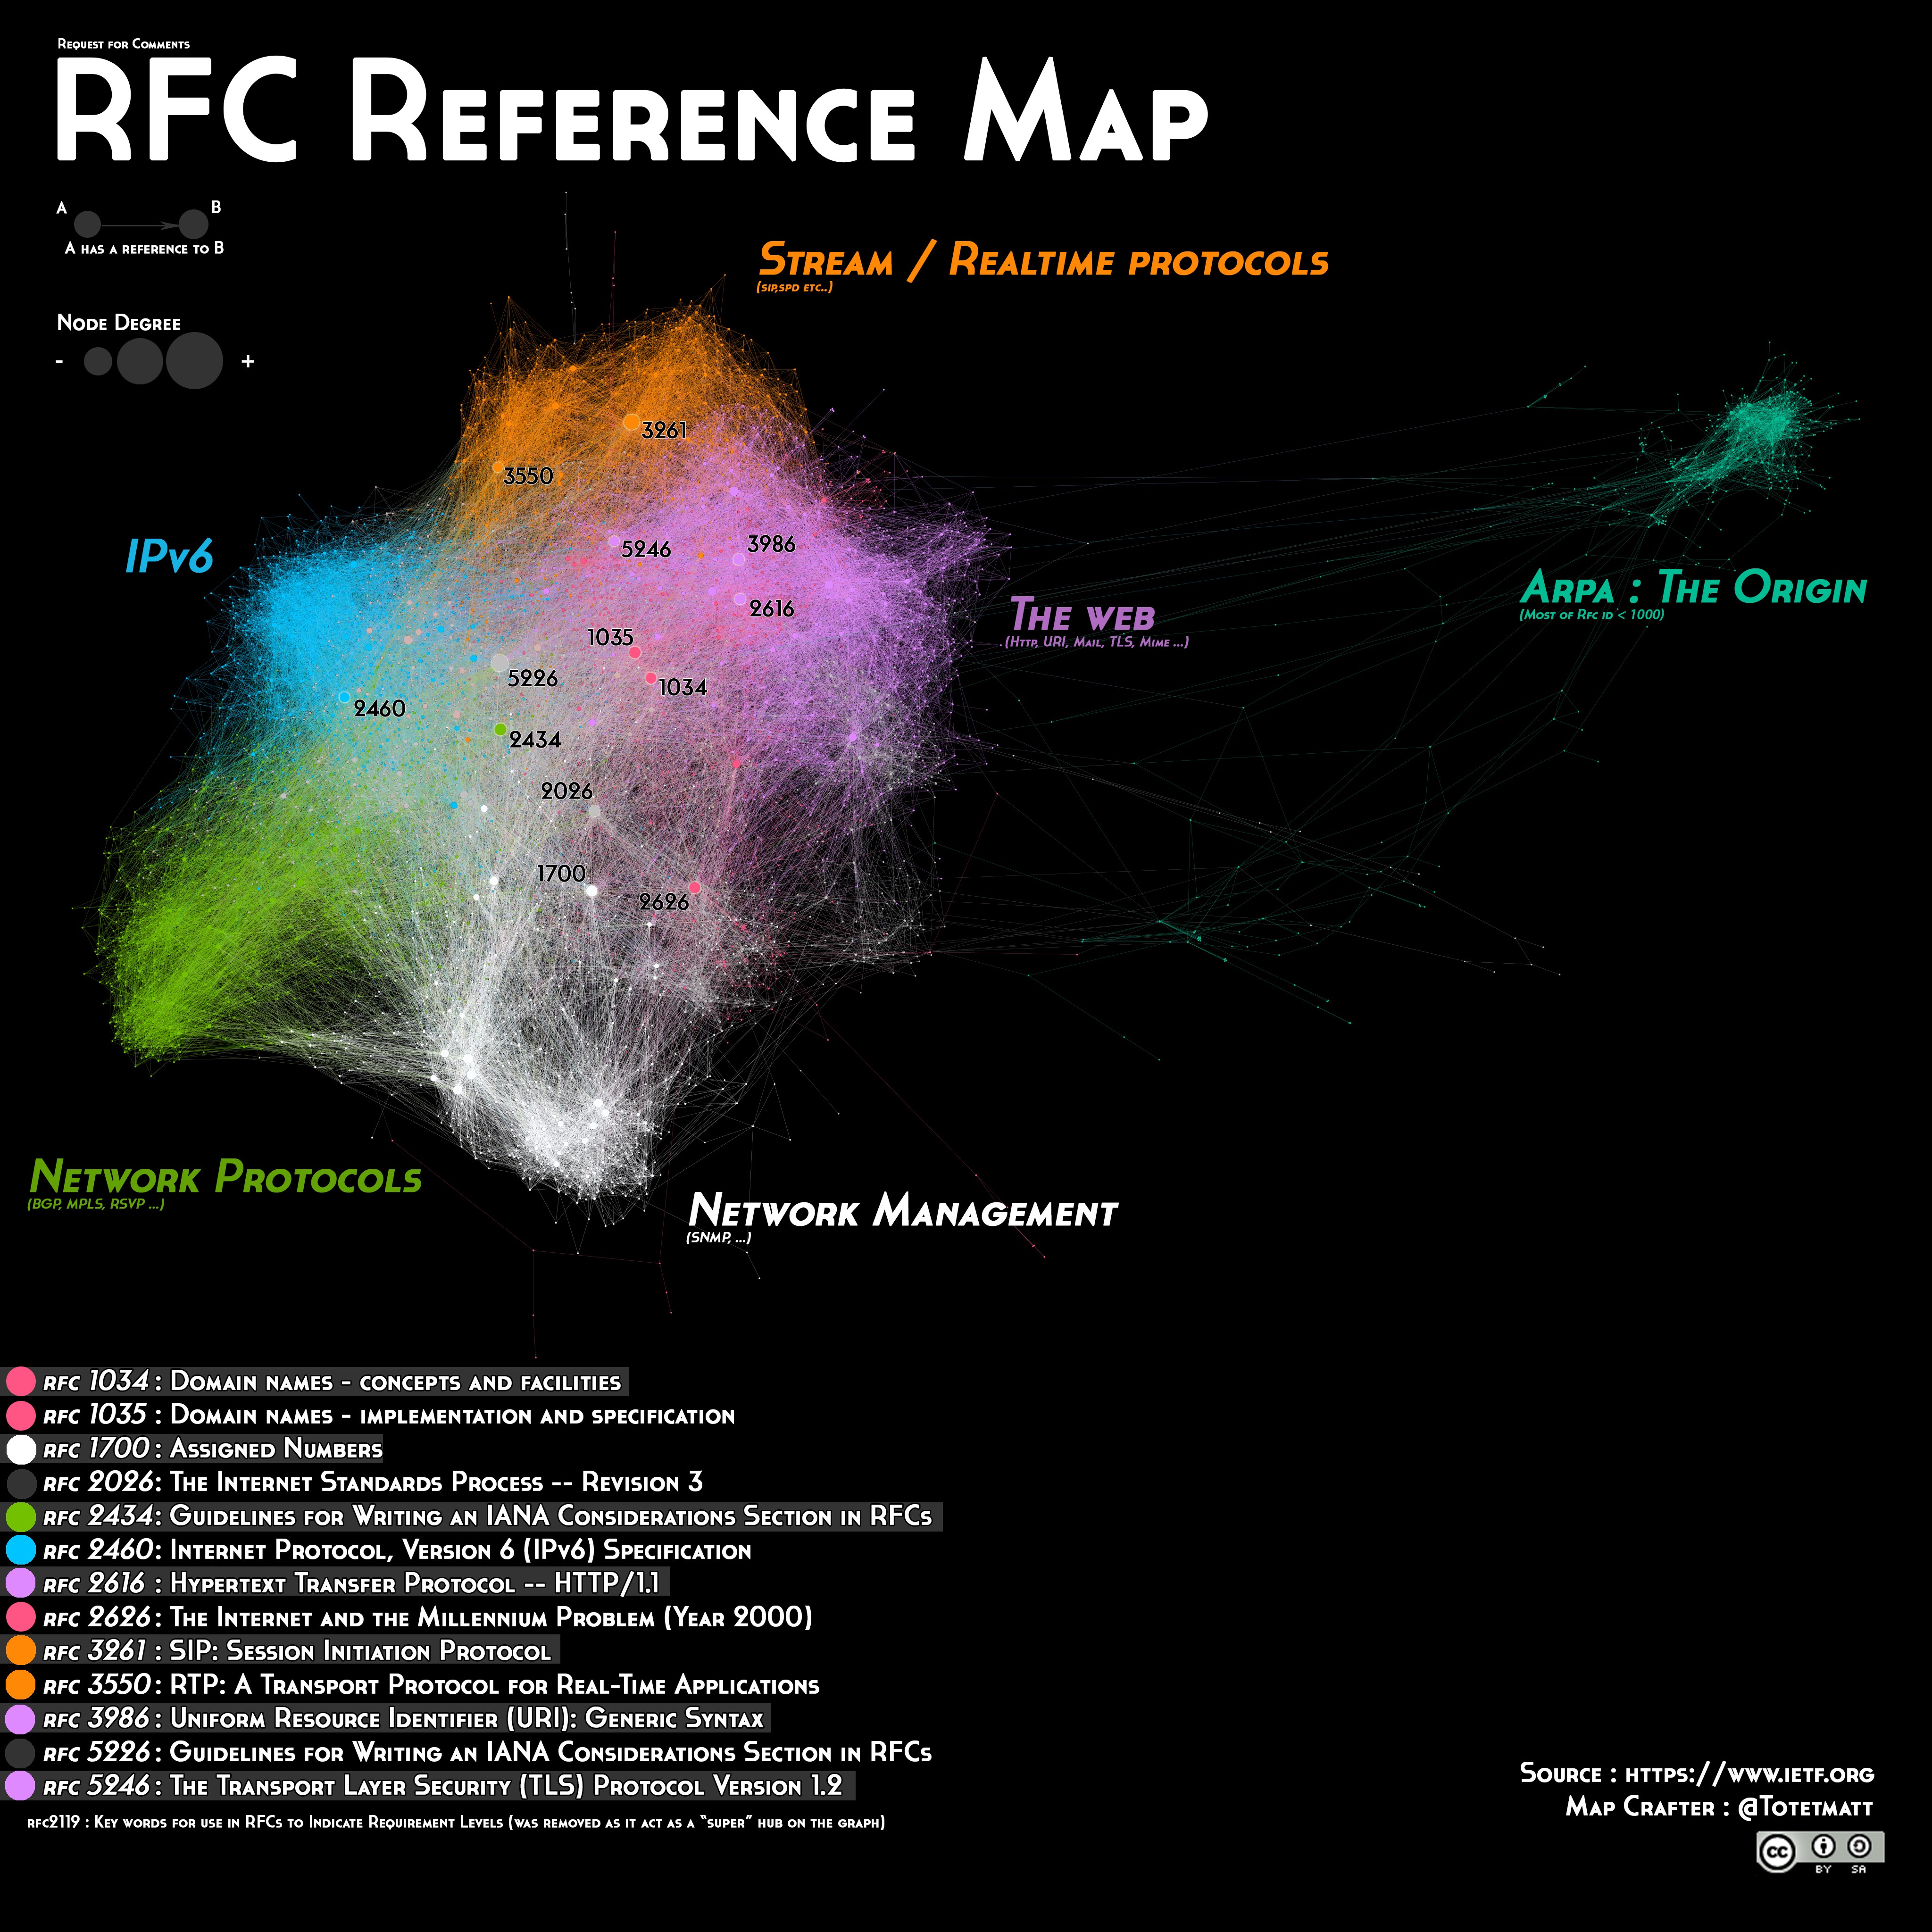 Request for Comments
RFC Reference Map
A
B
A has a reference to B
Node Degree
- +
Stream / Realtime protocols
(sip,spd etc..)
3261
3550
IPv6
5246
3986
2616
Arpa : The Origin
(Most of Rfc id < 1000)
The web
(Http, URI, Mail, TLS, Mime ...)
1035
5226
1034
2460
2434
2026
1700
2626
Network Protocols
(BGP, MPLS, RSVP ...)
Network Management
(SNMP, ...)
rfc 1034 : Domain names - concepts and facilities
rfc 1035 : Domain names - implementation and specification
rfc 1700 : Assigned Numbers
rfc 2026: The Internet Standards Process -- Revision 3
rfc 2434: Guidelines for Writing an IANA Considerations Section in RFCs
rfc 2460: Internet Protocol, Version 6 (IPv6) Specification
rfc 2616 : Hypertext Transfer Protocol -- HTTP/1.1
rfc 2626: The Internet and the Millennium Problem (Year 2000)
rfc 3261 : SIP: Session Initiation Protocol
rfc 3550: RTP: A Transport Protocol for Real-Time Applications
rfc 3986: Uniform Resource Identifier (URI): Generic Syntax
rfc 5226: Guidelines for Writing an IANA Considerations Section in RFCs
rfc 5246: The Transport Layer Security (TLS) Protocol Version 1.2
rfc2119 : Key words for use in RFCs to Indicate Requirement Levels (was removed as it act as a "super" hub on the graph)
Source : https://www.ietf.org
Map Crafter : @Totetmatt
cc
BY SA